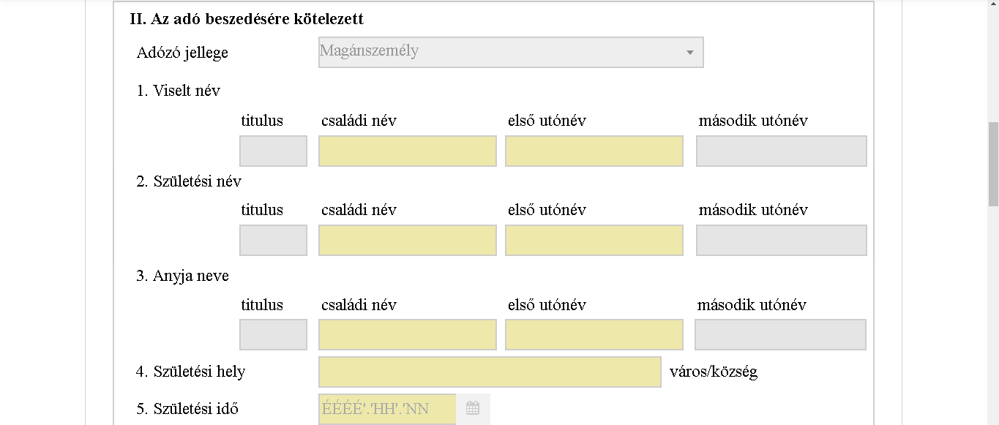 II. Az adó beszedésére kötelezett
Adózó jellege Magánszemély
1. Viselt név
titulus családi név első utónév második utónév
2. Születési név
titulus családi név első utónév második utónév
3. Anyja neve
titulus családi név első utónév második utónév
4. Születési hely város/község
5. Születési idő ÉÉÉÉ'.'HH'.'NN